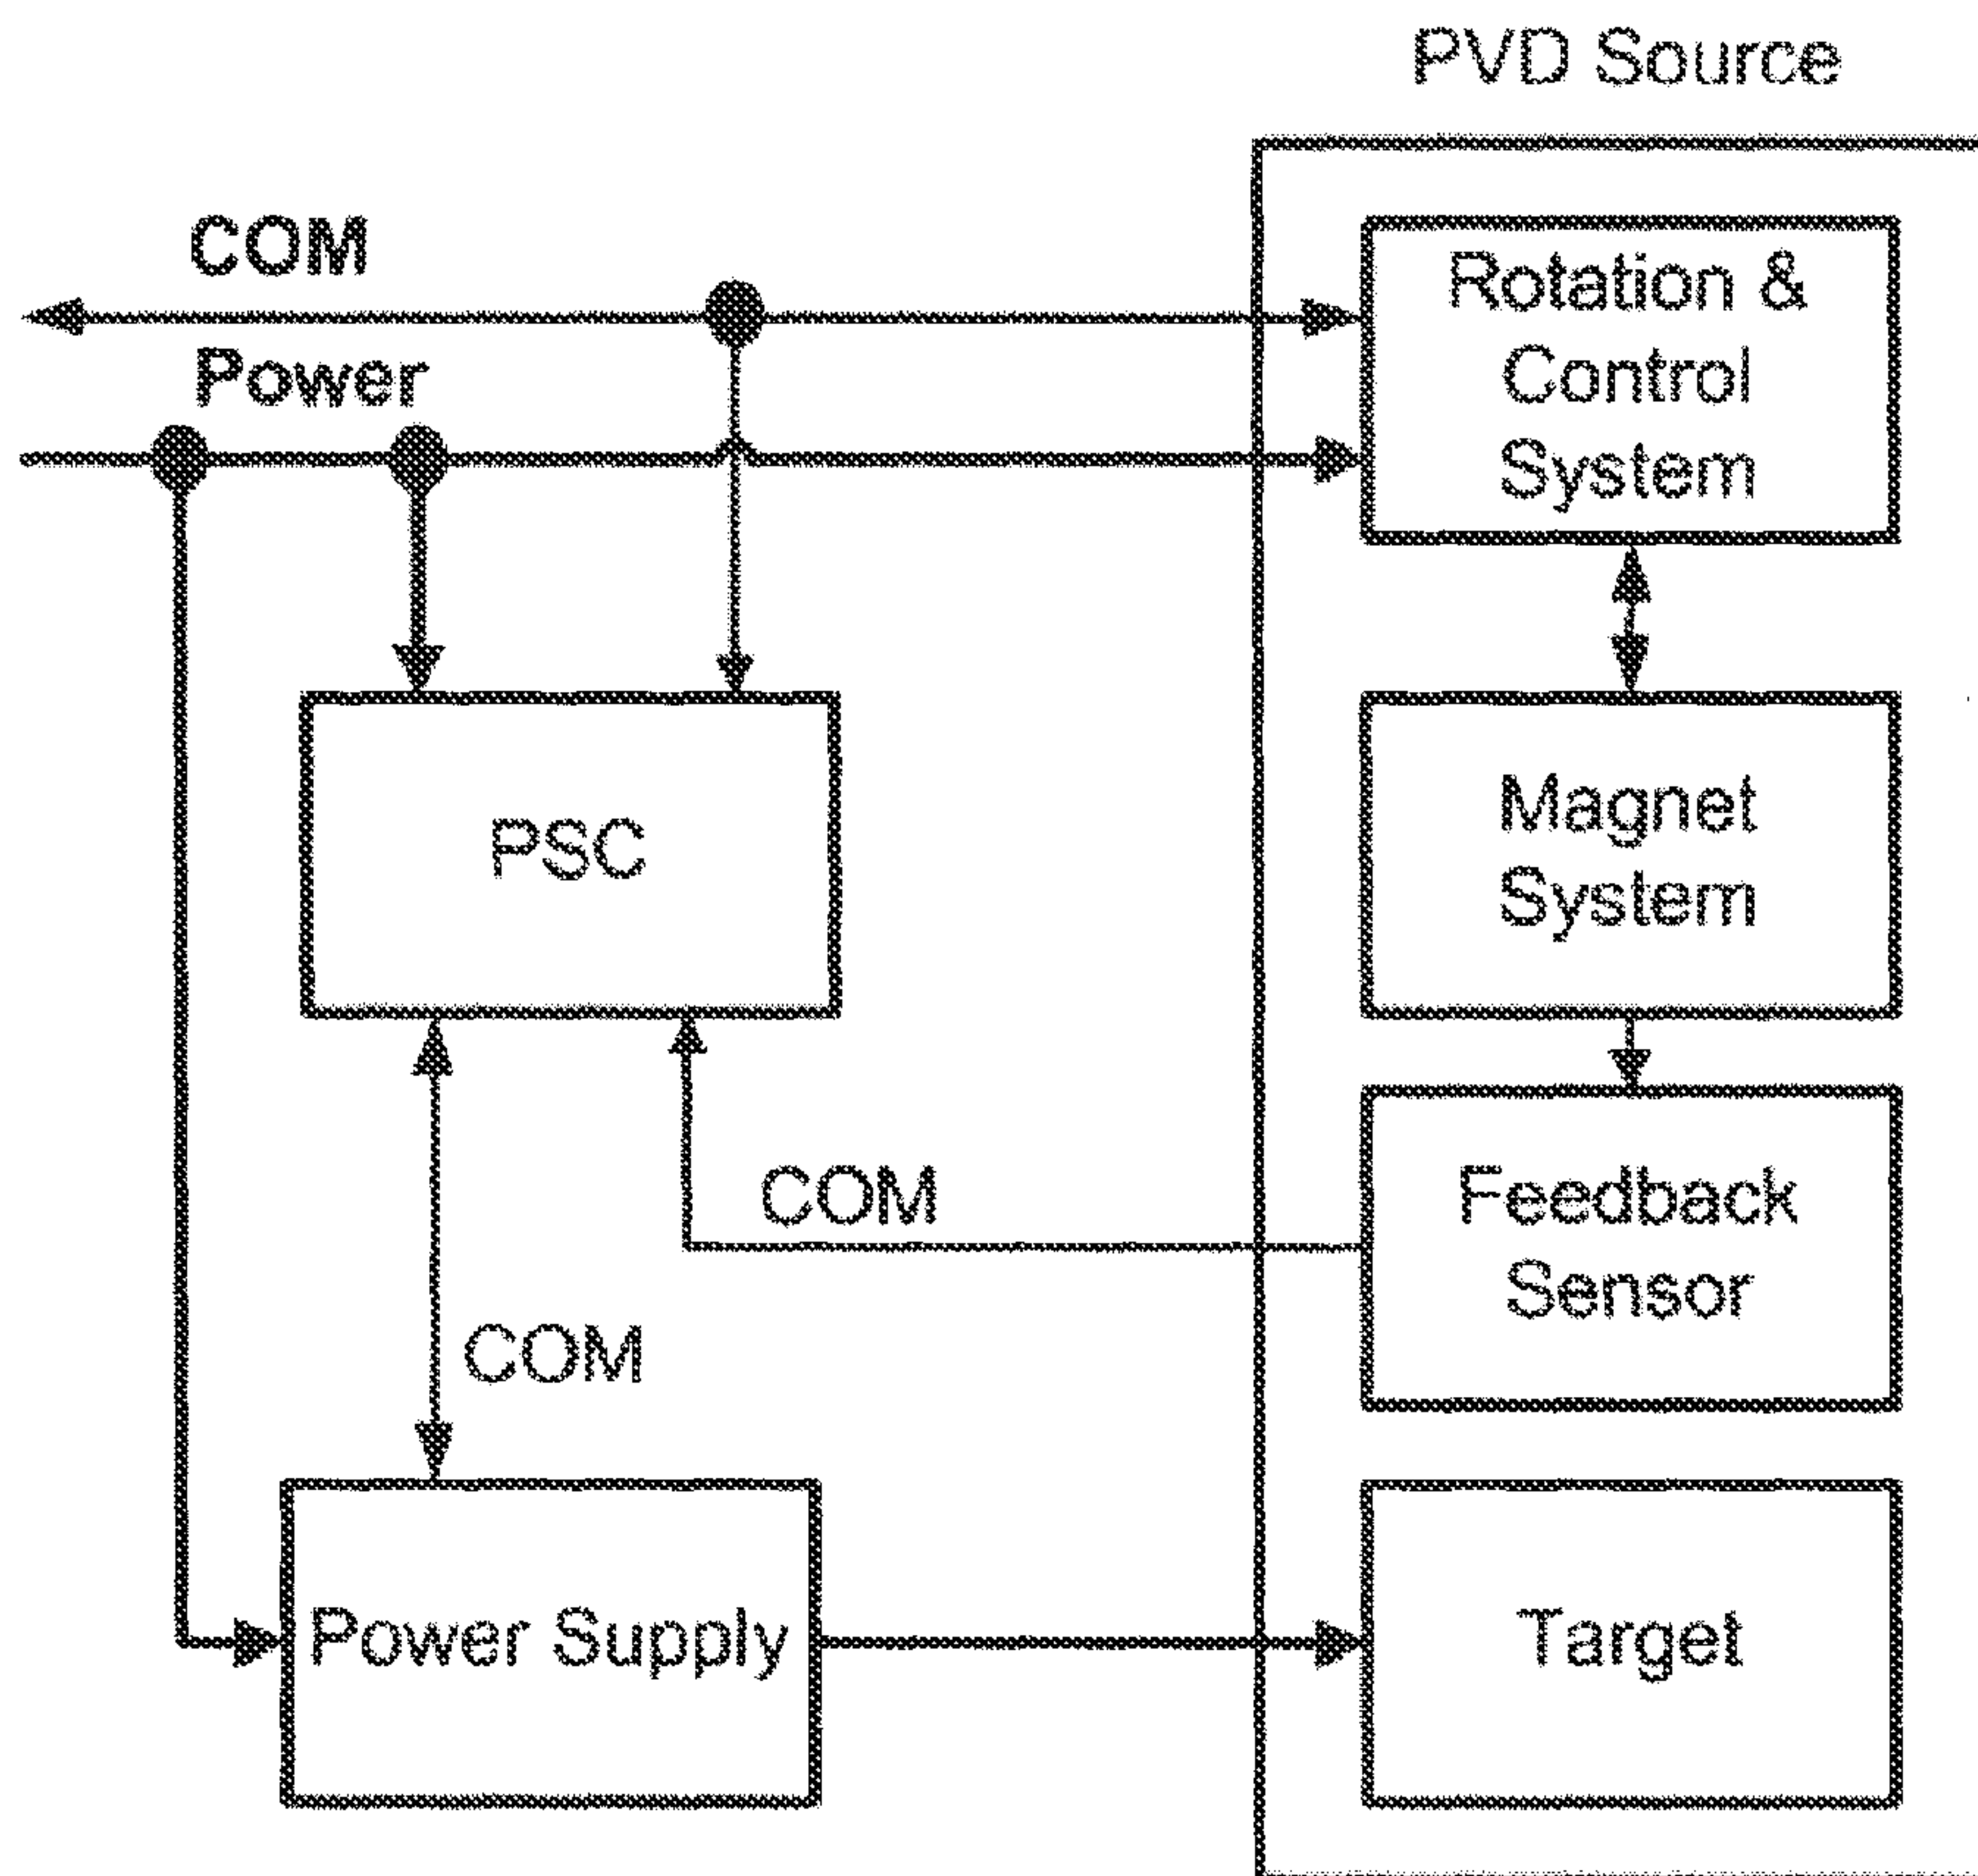 PVD Source
COM
Power
Rotation &
Control
System
PSC
Magnet
System
COM
Feedback
Sensor
COM
Power Supply
Target